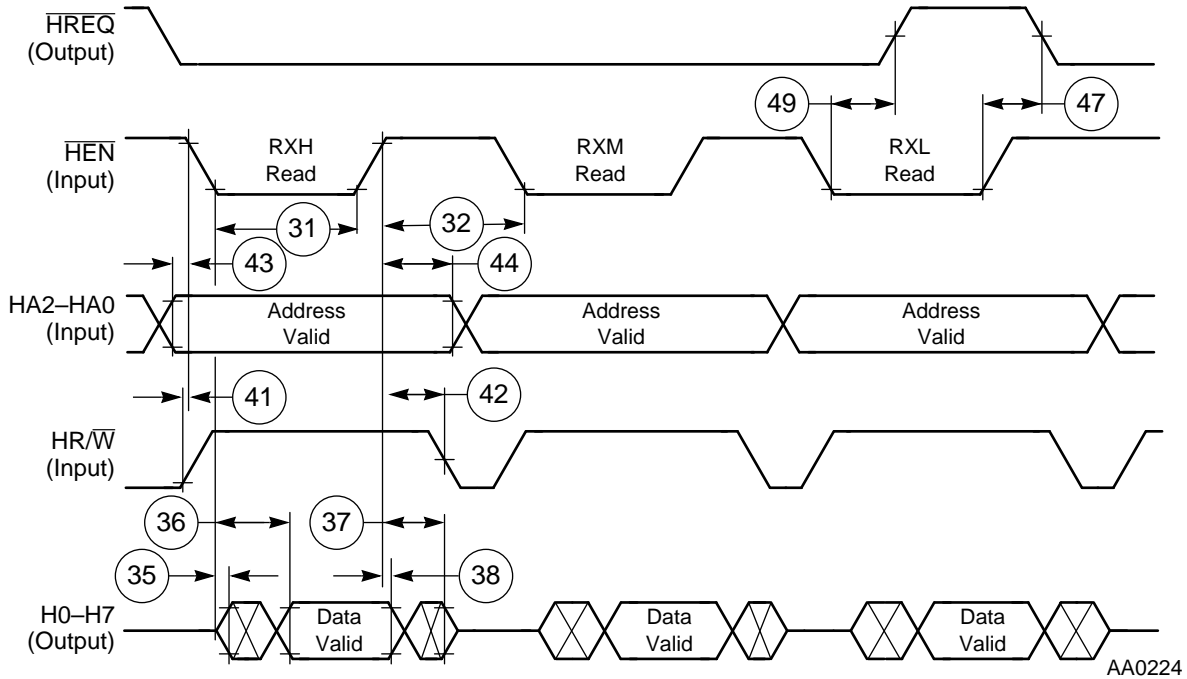 HREQ
(Output)
49
47
HEN
(Input)
RXH
Read
RXM
Read
RXL
Read
31
32
43
44
HA2–HA0
(Input)
Address
Valid
Address
Valid
Address
Valid
41
42
HR/W
(Input)
36
37
35
38
H0–H7
(Output)
Data
Valid
Data
Valid
Data
Valid
AA0224